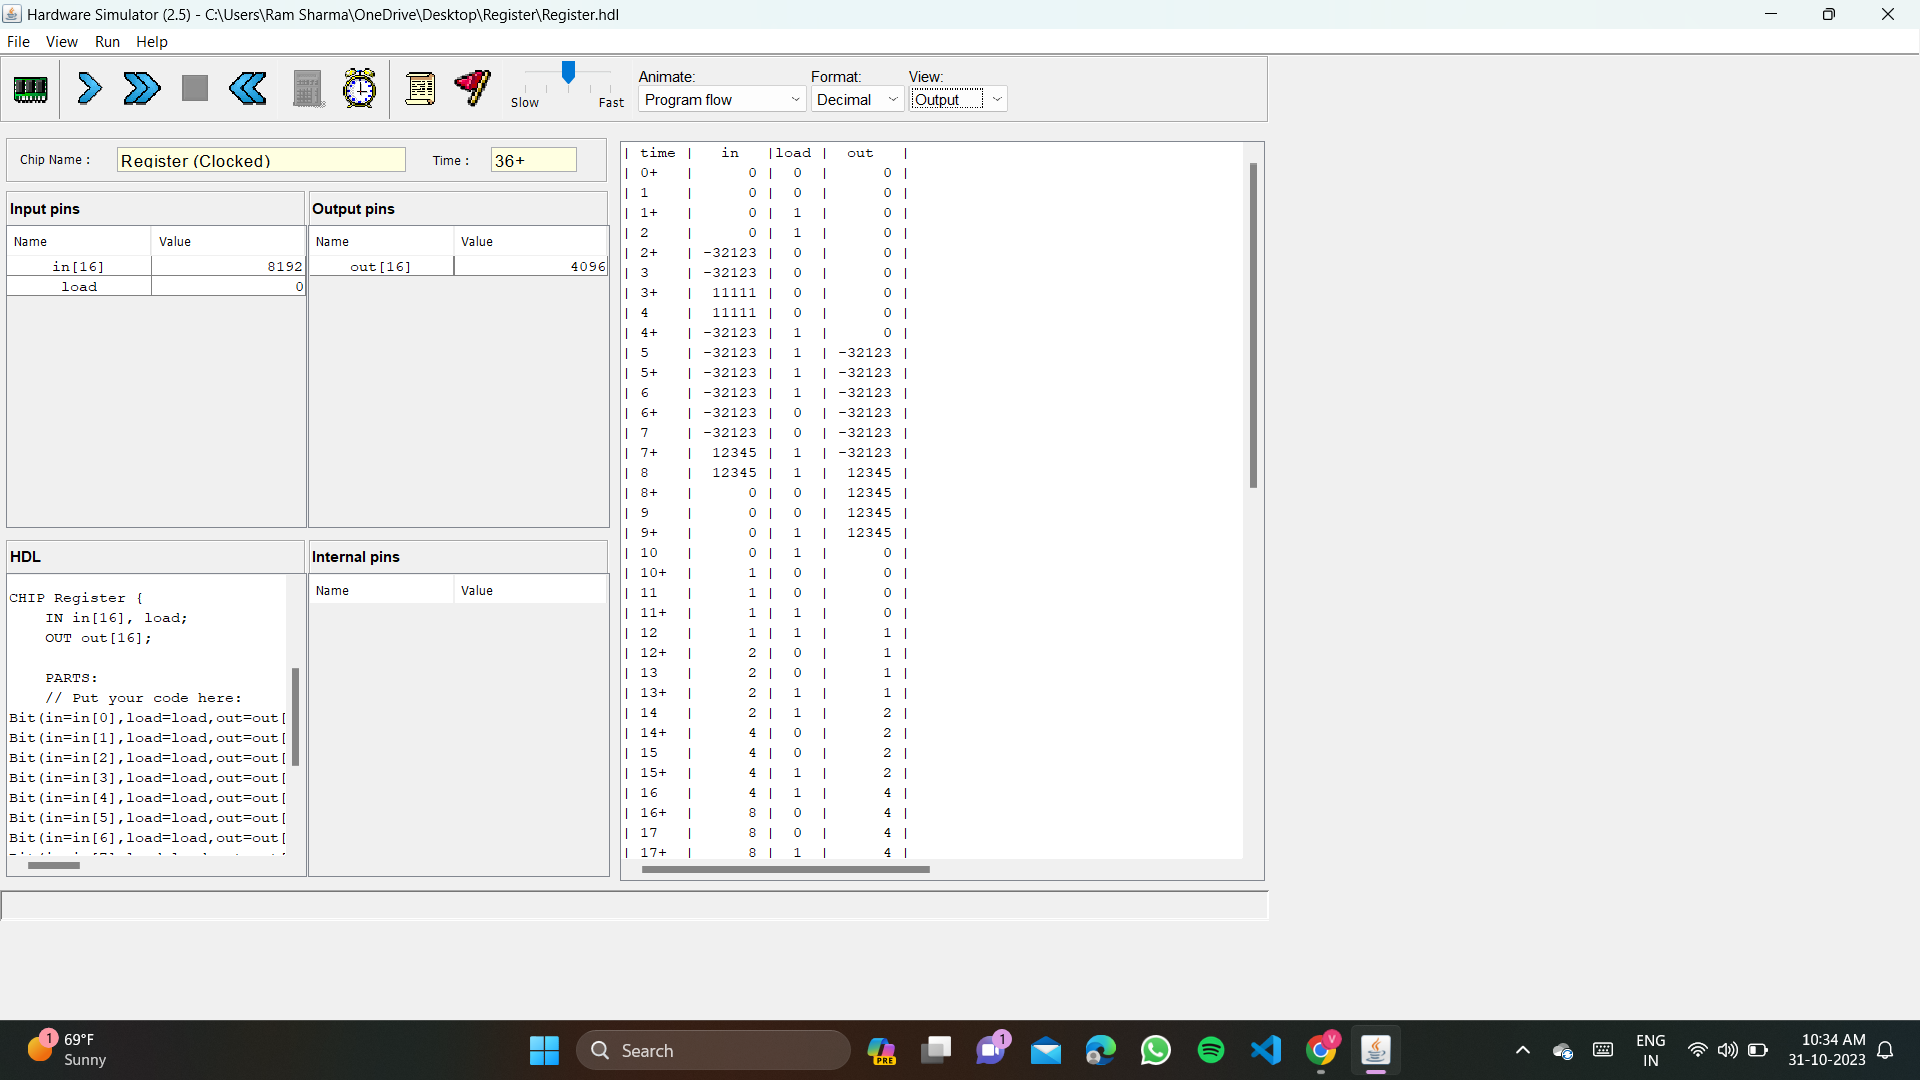 Hardware Simulator (2.5) - C:\Users\Ram Sharma\OneDrive\Desktop\Register\Register.hdl
File View Run Help
Slow Fast
Animate: Format: View:
Program flow Decimal Output
Chip Name : Register (Clocked) Time : 36+
Input pins
Name Value
in[16] 8192
load 0
Output pins
Name Value
out[16] 4096
HDL
CHIP Register {
IN in[16], load;
OUT out[16];
PARTS:
// Put your code here:
Bit(in=in[0],load=load,out=out[
Bit(in=in[1],load=load,out=out[
Bit(in=in[2],load=load,out=out[
Bit(in=in[3],load=load,out=out[
Bit(in=in[4],load=load,out=out[
Bit(in=in[5],load=load,out=out[
Bit(in=in[6],load=load,out=out[
Internal pins
Name Value
| time | in |load | out |
| 0+ | 0 | 0 | 0 |
| 1 | 0 | 0 | 0 |
| 1+ | 0 | 1 | 0 |
| 2 | 0 | 1 | 0 |
| 2+ | -32123 | 0 | 0 |
| 3 | -32123 | 0 | 0 |
| 3+ | 11111 | 0 | 0 |
| 4 | 11111 | 0 | 0 |
| 4+ | -32123 | 1 | 0 |
| 5 | -32123 | 1 | -32123 |
| 5+ | -32123 | 1 | -32123 |
| 6 | -32123 | 1 | -32123 |
| 6+ | -32123 | 0 | -32123 |
| 7 | -32123 | 0 | -32123 |
| 7+ | 12345 | 1 | -32123 |
| 8 | 12345 | 1 | 12345 |
| 8+ | 0 | 0 | 12345 |
| 9 | 0 | 0 | 12345 |
| 9+ | 0 | 1 | 12345 |
| 10 | 0 | 1 | 0 |
| 10+ | 1 | 0 | 0 |
| 11 | 1 | 0 | 0 |
| 11+ | 1 | 1 | 0 |
| 12 | 1 | 1 | 1 |
| 12+ | 2 | 0 | 1 |
| 13 | 2 | 0 | 1 |
| 13+ | 2 | 1 | 1 |
| 14 | 2 | 1 | 2 |
| 14+ | 4 | 0 | 2 |
| 15 | 4 | 0 | 2 |
| 15+ | 4 | 1 | 2 |
| 16 | 4 | 1 | 4 |
| 16+ | 8 | 0 | 4 |
| 17 | 8 | 0 | 4 |
| 17+ | 8 | 1 | 4 |
1 69°F
Sunny
Search
PRE
1
V
ENG
IN
10:34 AM
31-10-2023